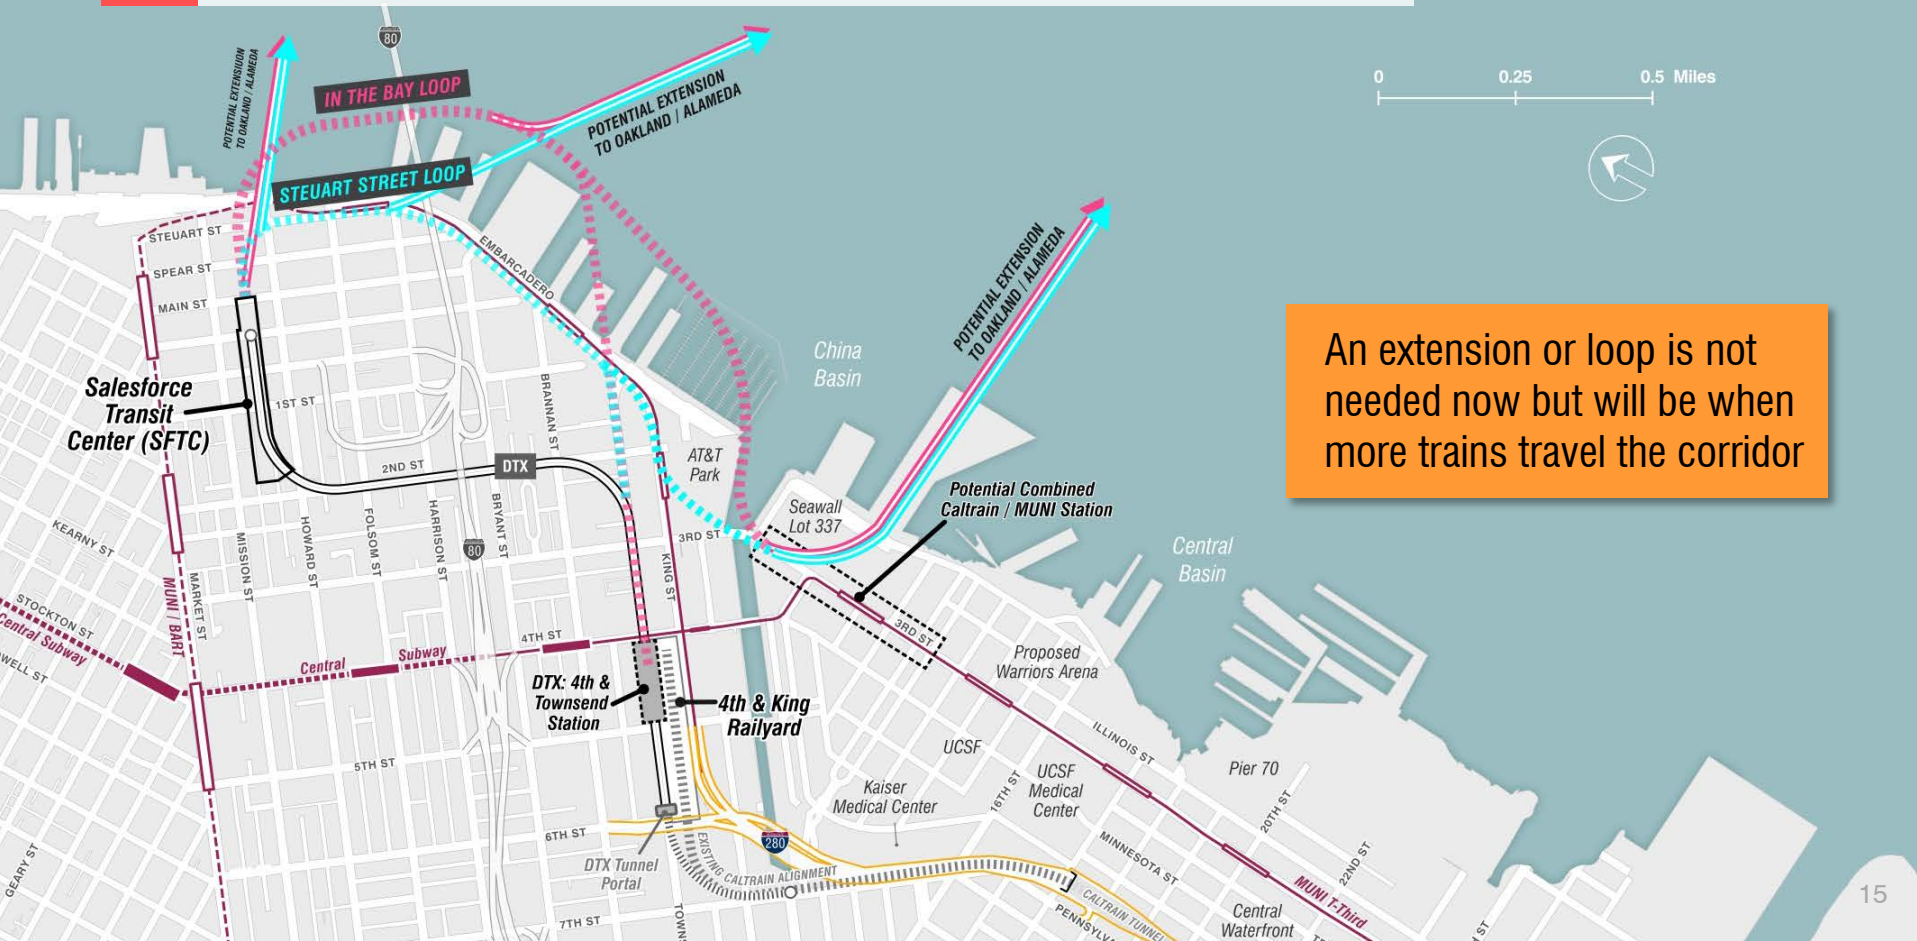 80
POTENTIAL EXTENSIUON
TO OAKLAND / ALAMEDA
IN THE BAY LOOP
POTENTIAL EXTENSION
TO OAKLAND / ALAMEDA
0 0.25 0.5 Miles
STEUART STREET LOOP
STEUART ST
SPEAR ST
MAIN ST
EMBARCADERO
POTENTIAL EXTENSION
TO OAKLAND / ALAMEDA
China
Basin
An extension or loop is not
needed now but will be when
more trains travel the corridor
Salesforce
Transit
Center (SFTC)
1ST ST
BRANNAN ST
2ND ST
DTX
AT&T
Park
Seawall
Lot 337
Potential Combined
Caltrain / MUNI Station
KEARNY ST
MISSION ST
HOWARD ST
FOLSOM ST
HARRISON ST
BRYANT ST
80
3RD ST
KING ST
Central
Basin
STOCKTON ST
Central Subway
WELL ST
MUNI / BART
MARKET ST
Central Subway
4TH ST
3RD ST
Proposed
Warriors Arena
DTX: 4th &
Townsend
Station
4th & King
Railyard
5TH ST
UCSF
ILLINOIS ST
Pier 70
Kaiser
Medical Center
16TH ST
UCSF
Medical
Center
20TH ST
6TH ST
280
DTX Tunnel
Portal
EXISTING CALTRAIN ALIGNMENT
MINNESOTA ST
22ND ST
GEARY ST
7TH ST
TOWNS
CALTRAIN TUNNEL
PENNSYLVA
Central
Waterfront
MUNI T-Third
ST
15